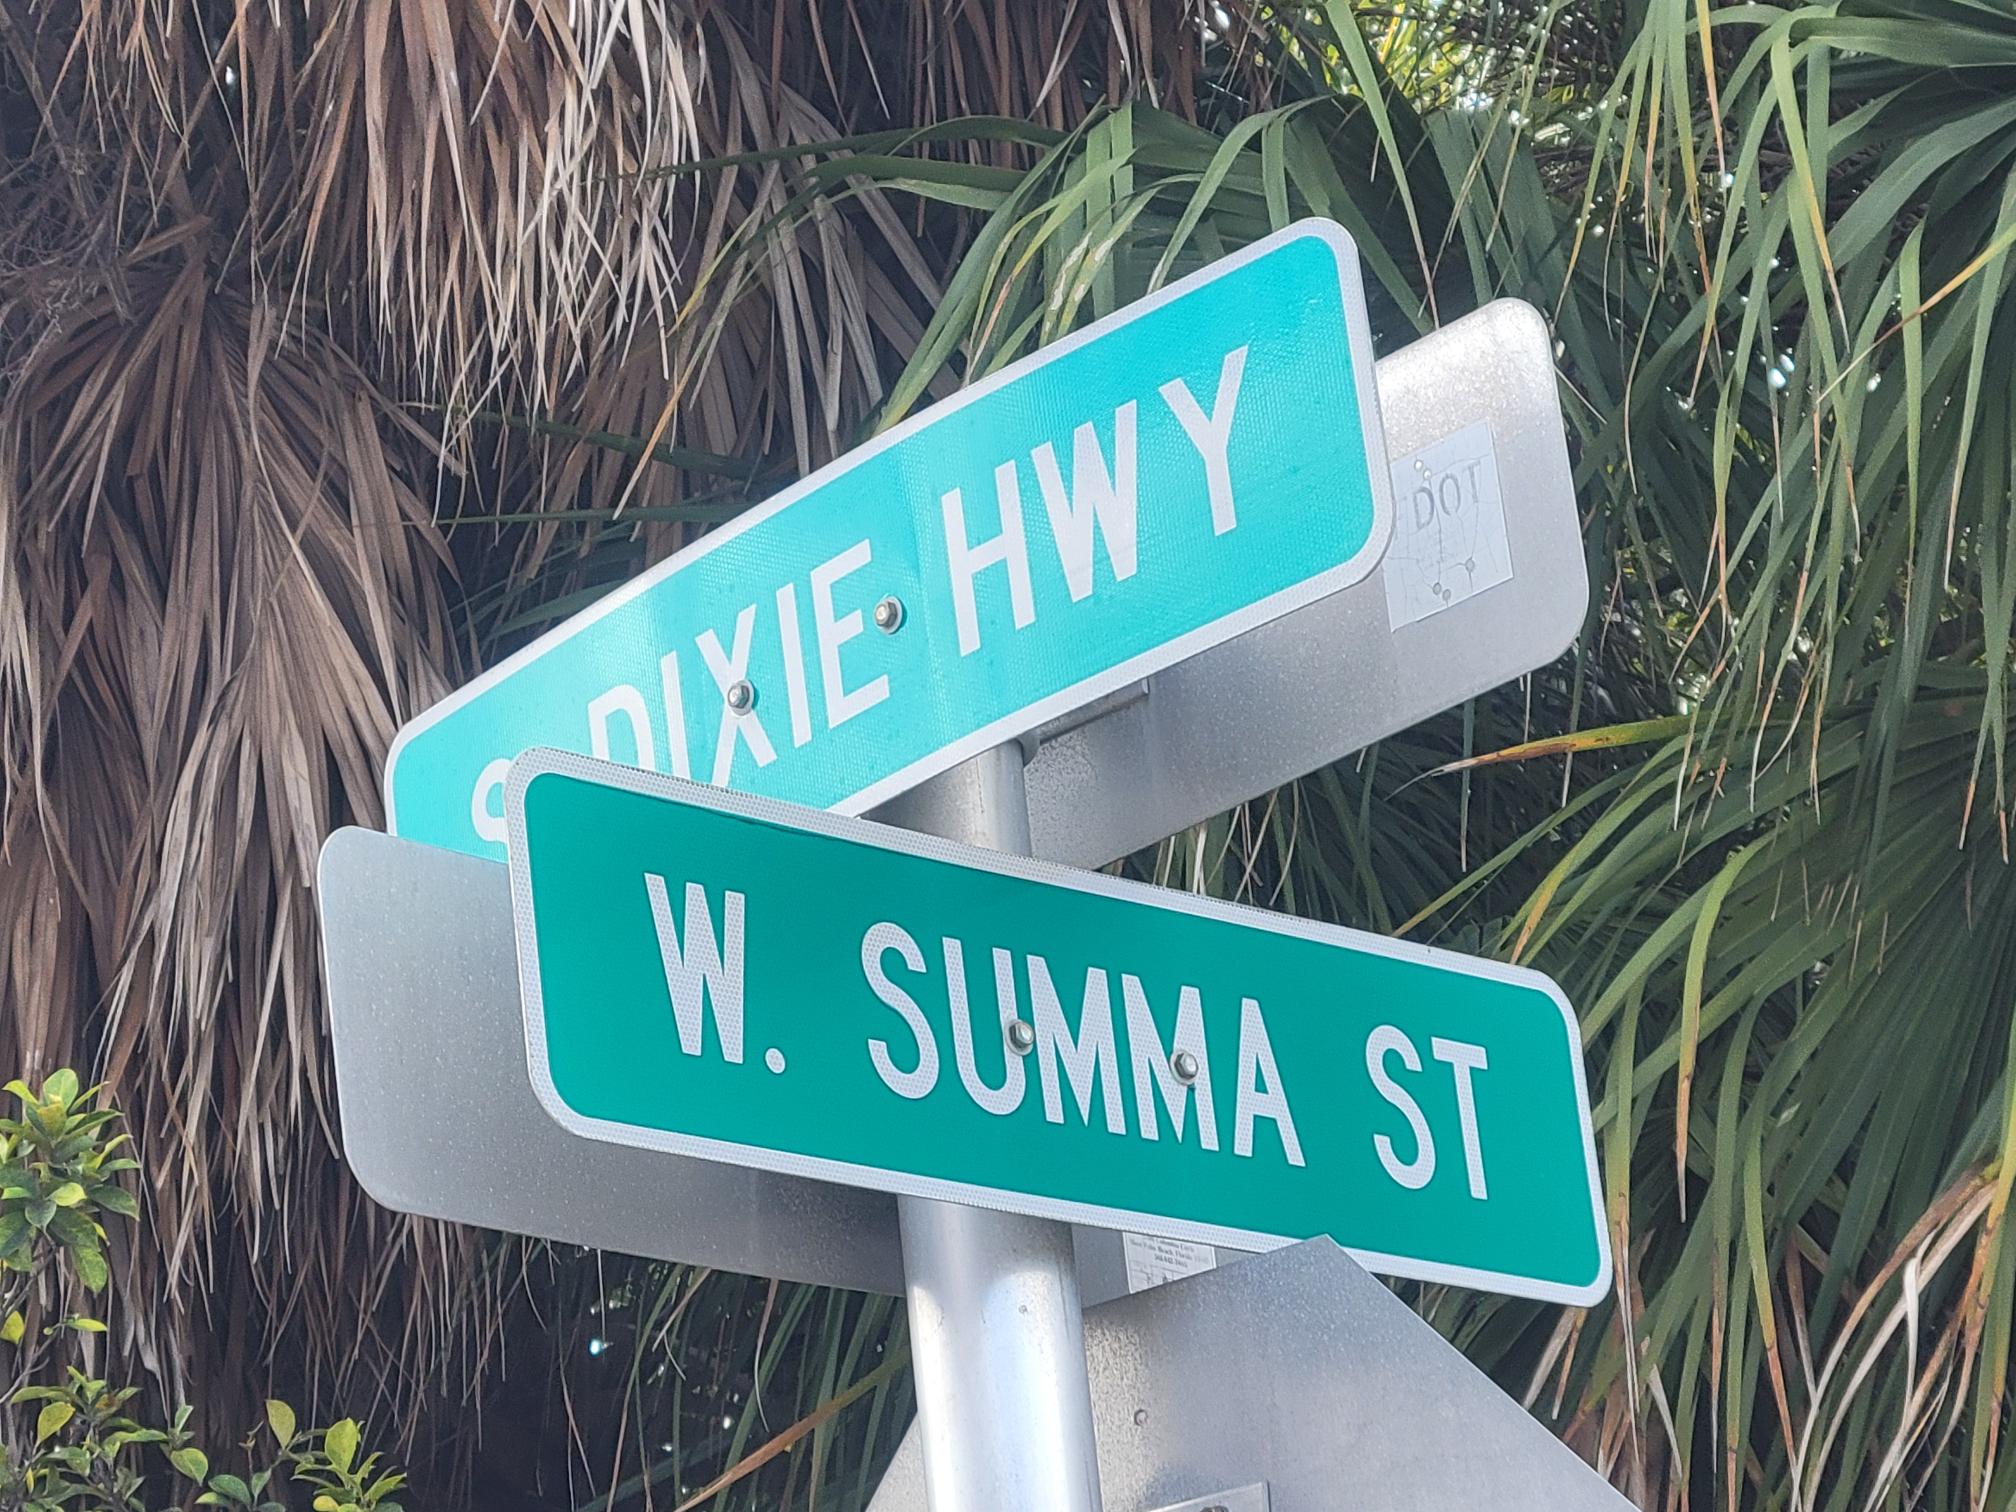 S. DIXIE HWY
DOT
W. SUMMA ST